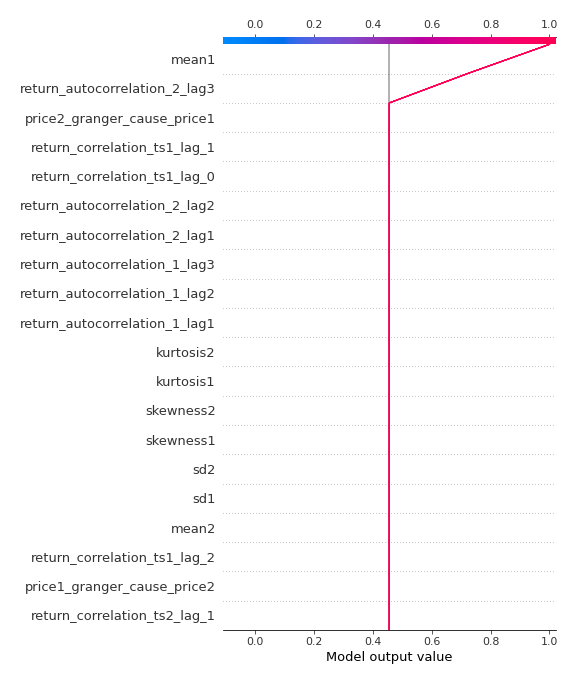 0.0 0.2 0.4 0.6 0.8 1.0
mean1
return_autocorrelation_2_lag3
price2_granger_cause_price1
return_correlation_ts1_lag_1
return_correlation_ts1_lag_0
return_autocorrelation_2_lag2
return_autocorrelation_2_lag1
return_autocorrelation_1_lag3
return_autocorrelation_1_lag2
return_autocorrelation_1_lag1
kurtosis2
kurtosis1
skewness2
skewness1
sd2
sd1
mean2
return_correlation_ts1_lag_2
price1_granger_cause_price2
return_correlation_ts2_lag_1
0.0 0.2 0.4 0.6 0.8 1.0
Model output value